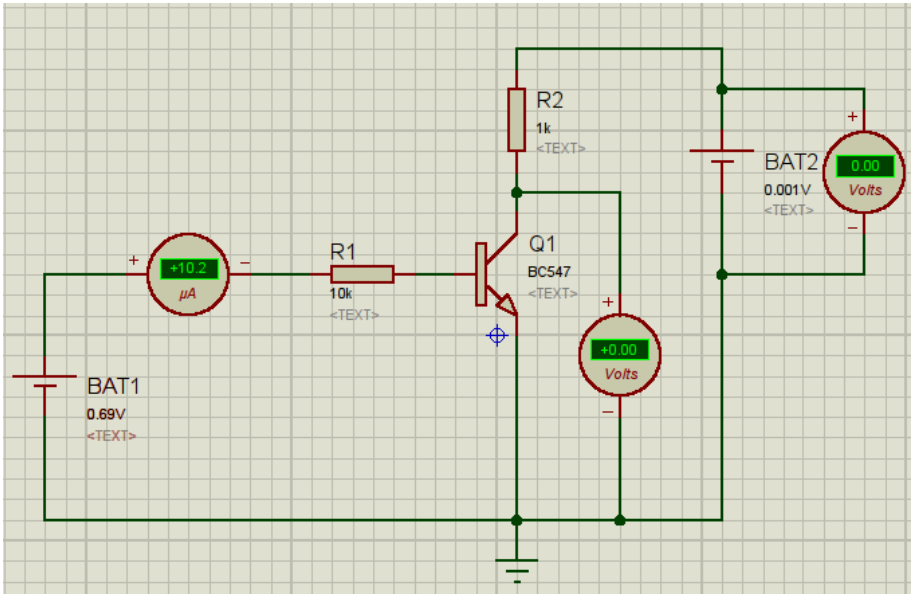 R2
1k
<TEXT>
+
BAT2
0.001V
<TEXT>
0.00
Volts
−
+
+10.2
µA
−
R1
10k
<TEXT>
Q1
BC547
<TEXT>
+
+0.00
Volts
−
BAT1
0.69V
<TEXT>